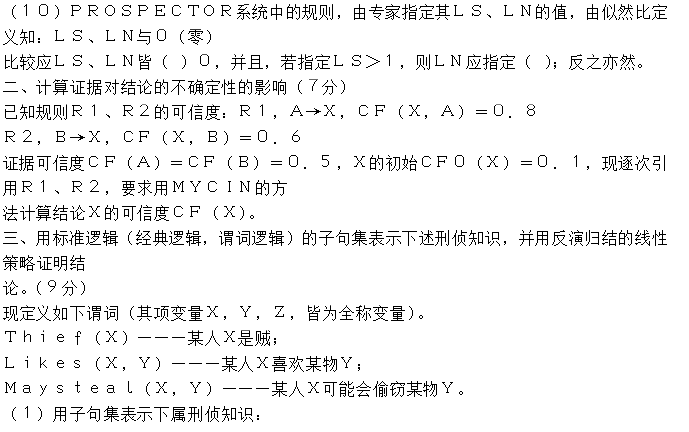 （１０）ＰＲＯＳＰＥＣＴＯＲ系统中的规则，由专家指定其ＬＳ、ＬＮ的值，由似然比定
义知：ＬＳ、ＬＮ与０（零）
比较应ＬＳ、ＬＮ皆（ ）０，并且，若指定ＬＳ＞１，则ＬＮ应指定（ ）；反之亦然。
二、计算证据对结论的不确定性的影响（７分）
已知规则Ｒ１、Ｒ２的可信度：Ｒ１，Ａ→Ｘ，ＣＦ（Ｘ，Ａ）＝０．８
Ｒ２，Ｂ→Ｘ，ＣＦ（Ｘ，Ｂ）＝０．６
证据可信度ＣＦ（Ａ）＝ＣＦ（Ｂ）＝０．５，Ｘ的初始ＣＦ０（Ｘ）＝０．１，现逐次引
用Ｒ１、Ｒ２，要求用ＭＹＣＩＮ的方
法计算结论Ｘ的可信度ＣＦ（Ｘ）。
三、用标准逻辑（经典逻辑，谓词逻辑）的子句集表示下述刑侦知识，并用反演归结的线性
策略证明结
论。（９分）
现定义如下谓词（其项变量Ｘ，Ｙ，Ｚ，皆为全称变量）。
Ｔｈｉｅｆ（Ｘ）－－－某人Ｘ是贼；
Ｌｉｋｅｓ（Ｘ，Ｙ）－－－某人Ｘ喜欢某物Ｙ；
Ｍａｙｓｔｅａｌ（Ｘ，Ｙ）－－－某人Ｘ可能会偷窃某物Ｙ。
（１）用子句集表示下属刑侦知识：